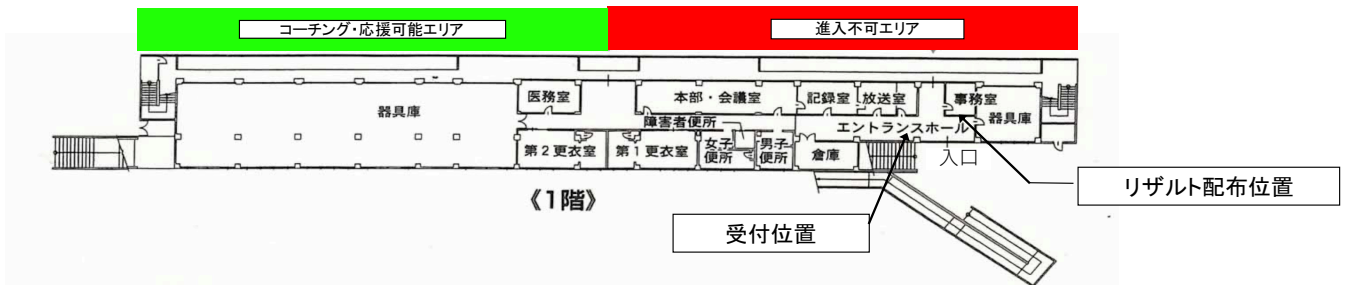 コーチング・応援可能エリア
進入不可エリア
医務室
本部・会議室
記録室
放送室
事務室
器具庫
器具庫
障害者便所
エントランスホール
第2更衣室
第1更衣室
女子
便所
男子
便所
倉庫
入口
《1階》
リザルト配布位置
受付位置